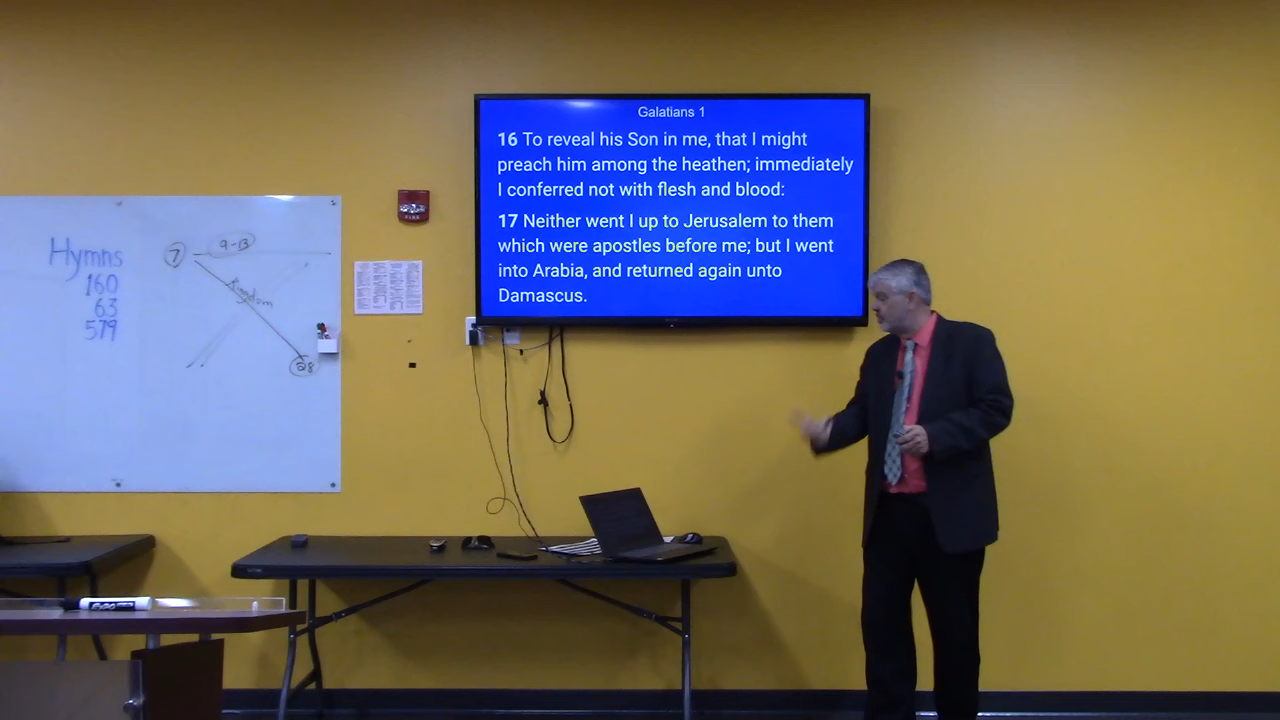 Galatians 1
16 To reveal his Son in me, that I might
preach him among the heathen; immediately
I conferred not with flesh and blood:
17 Neither went I up to Jerusalem to them
which were apostles before me; but I went
into Arabia, and returned again unto
Damascus.
Hymns
160
63
579
7
9-13
Kingdom
28
FIRE
EXPO